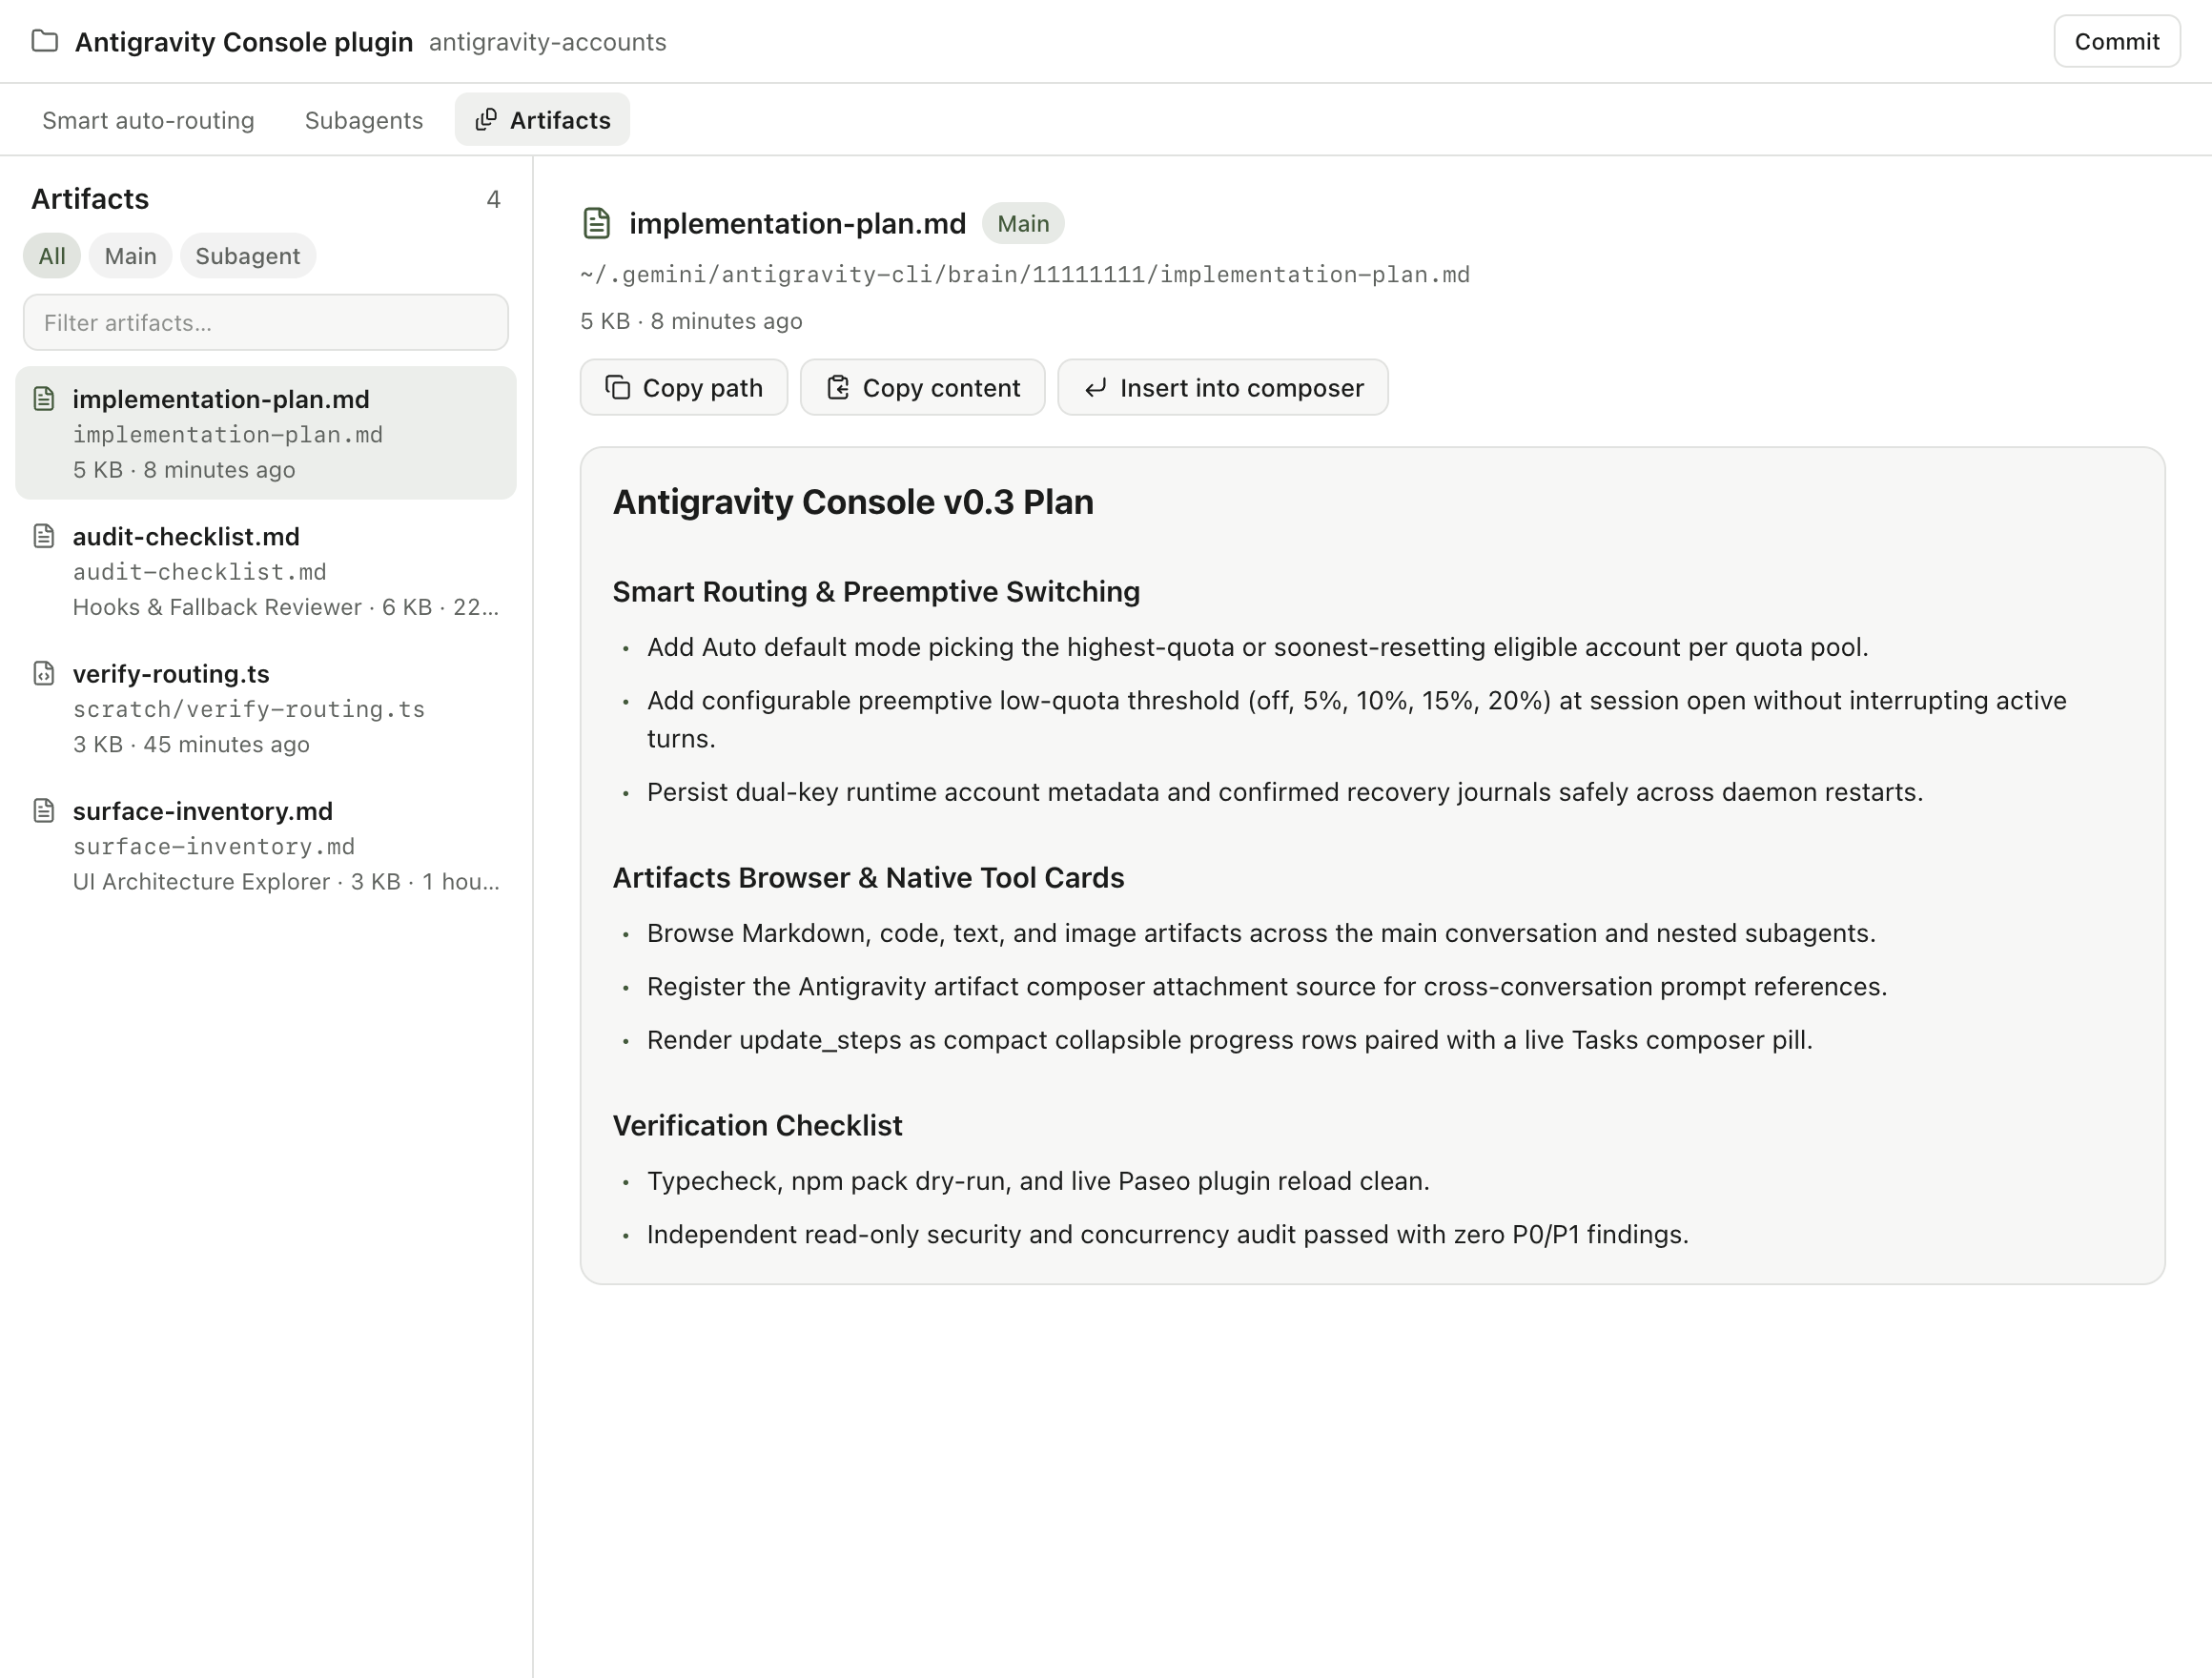 Antigravity Console plugin antigravity-accounts
Commit
Smart auto-routing Subagents Artifacts
Artifacts 4
All Main Subagent
Filter artifacts...
implementation-plan.md
implementation-plan.md
5 KB · 8 minutes ago
audit-checklist.md
audit-checklist.md
Hooks & Fallback Reviewer · 6 KB · 22...
verify-routing.ts
scratch/verify-routing.ts
3 KB · 45 minutes ago
surface-inventory.md
surface-inventory.md
UI Architecture Explorer · 3 KB · 1 hou...
implementation-plan.md Main
~/.gemini/antigravity-cli/brain/11111111/implementation-plan.md
5 KB · 8 minutes ago
Copy path Copy content Insert into composer
Antigravity Console v0.3 Plan
Smart Routing & Preemptive Switching
• Add Auto default mode picking the highest-quota or soonest-resetting eligible account per quota pool.
• Add configurable preemptive low-quota threshold (off, 5%, 10%, 15%, 20%) at session open without interrupting active
turns.
• Persist dual-key runtime account metadata and confirmed recovery journals safely across daemon restarts.
Artifacts Browser & Native Tool Cards
• Browse Markdown, code, text, and image artifacts across the main conversation and nested subagents.
• Register the Antigravity artifact composer attachment source for cross-conversation prompt references.
• Render update_steps as compact collapsible progress rows paired with a live Tasks composer pill.
Verification Checklist
• Typecheck, npm pack dry-run, and live Paseo plugin reload clean.
• Independent read-only security and concurrency audit passed with zero P0/P1 findings.